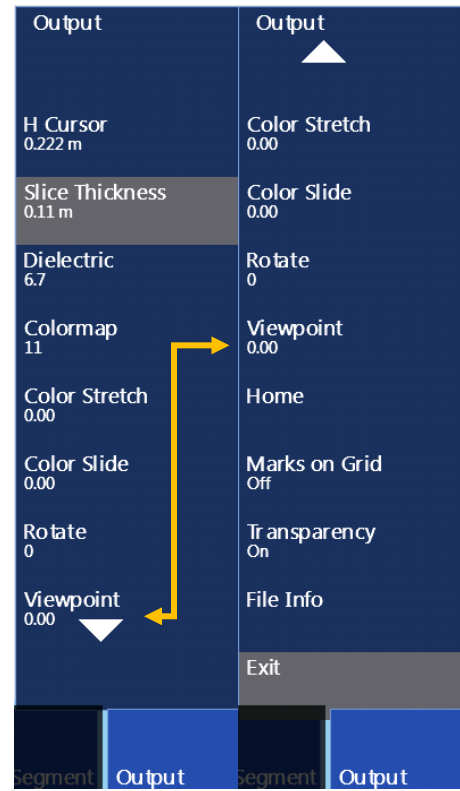 Output
H Cursor
0.222 m
Slice Thickness
0.11 m
Dielectric
6.7
Colormap
11
Color Stretch
0.00
Color Slide
0.00
Rotate
0
Viewpoint
0.00
Segment
Output
Output
Color Stretch
0.00
Color Slide
0.00
Rotate
0
Viewpoint
0.00
Home
Marks on Grid
Off
Transparency
On
File Info
Exit
Segment
Output